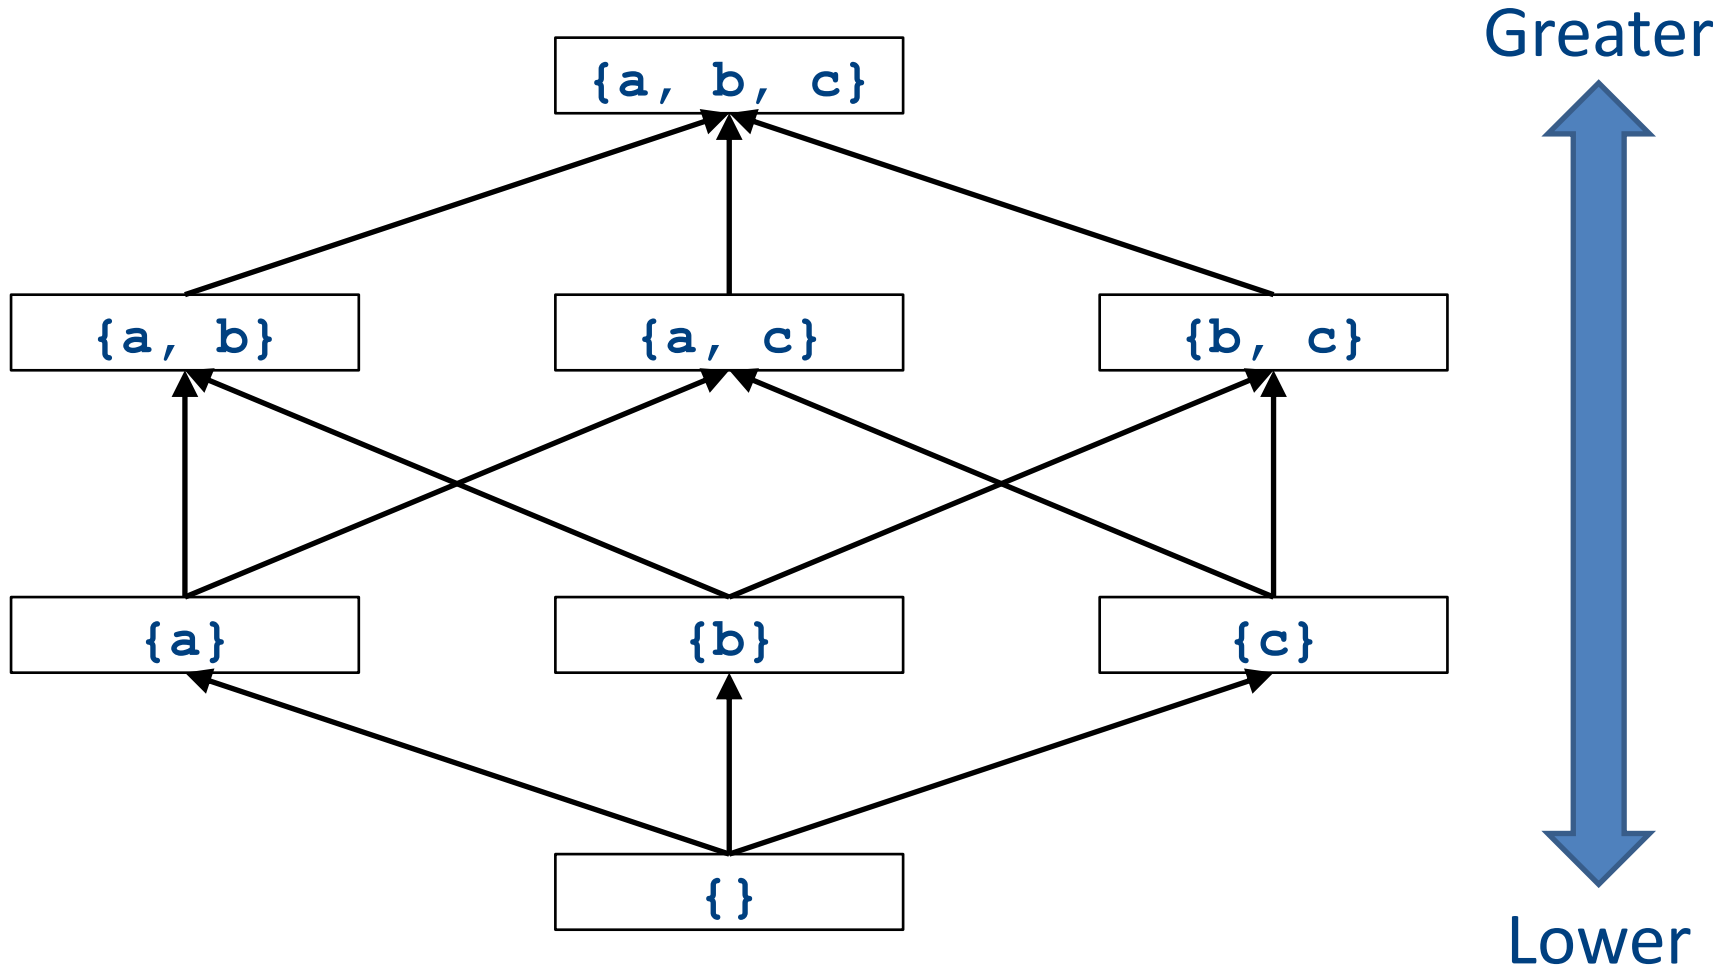 Greater
{a, b, c}
{a, b}
{a, c}
{b, c}
{a}
{b}
{c}
{}
Lower